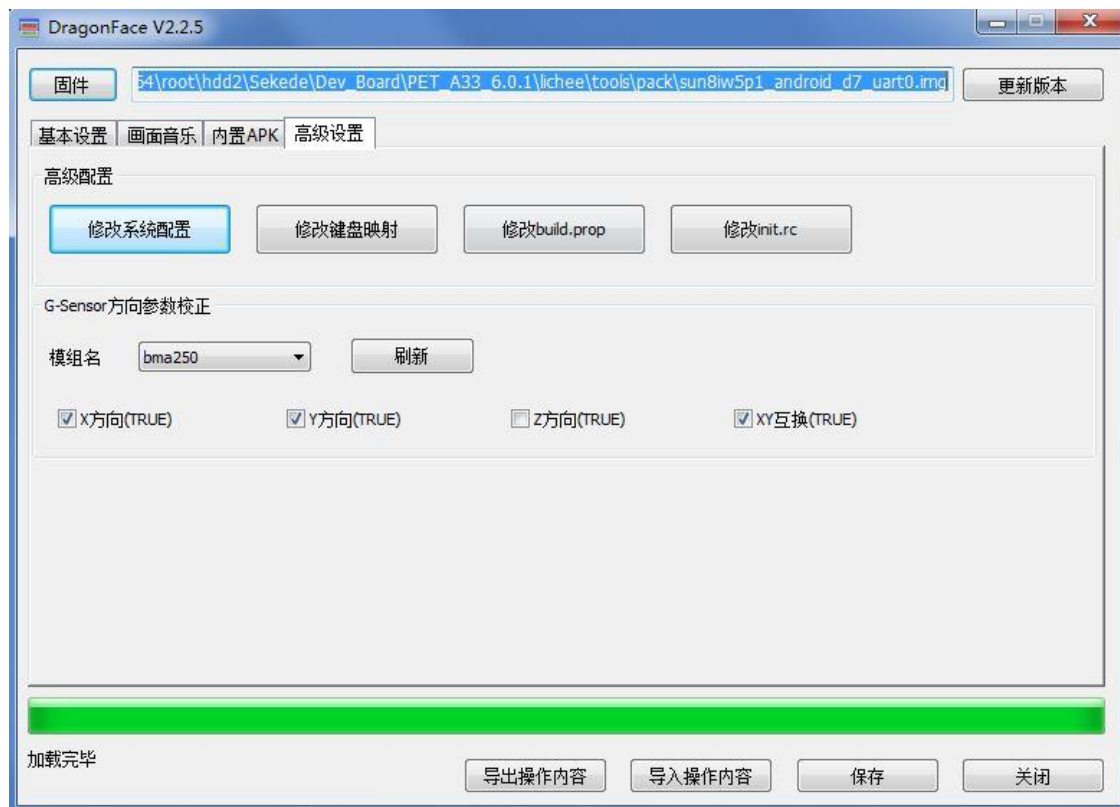 DragonFace V2.2.5
固件 64\root\hdd2\Sekede\Dev_Board\PET_A33_6.0.1\lichee\tools\pack\sun8iw5p1_android_d7_uart0.img 更新版本
基本设置 画面音乐 内置APK 高级设置
高级配置
修改系统配置 修改键盘映射 修改build.prop 修改init.rc
G-Sensor方向参数校正
模组名 bma250 刷新
X方向(TRUE) Y方向(TRUE) Z方向(TRUE) XY互换(TRUE)
加载完毕
导出操作内容 导入操作内容 保存 关闭